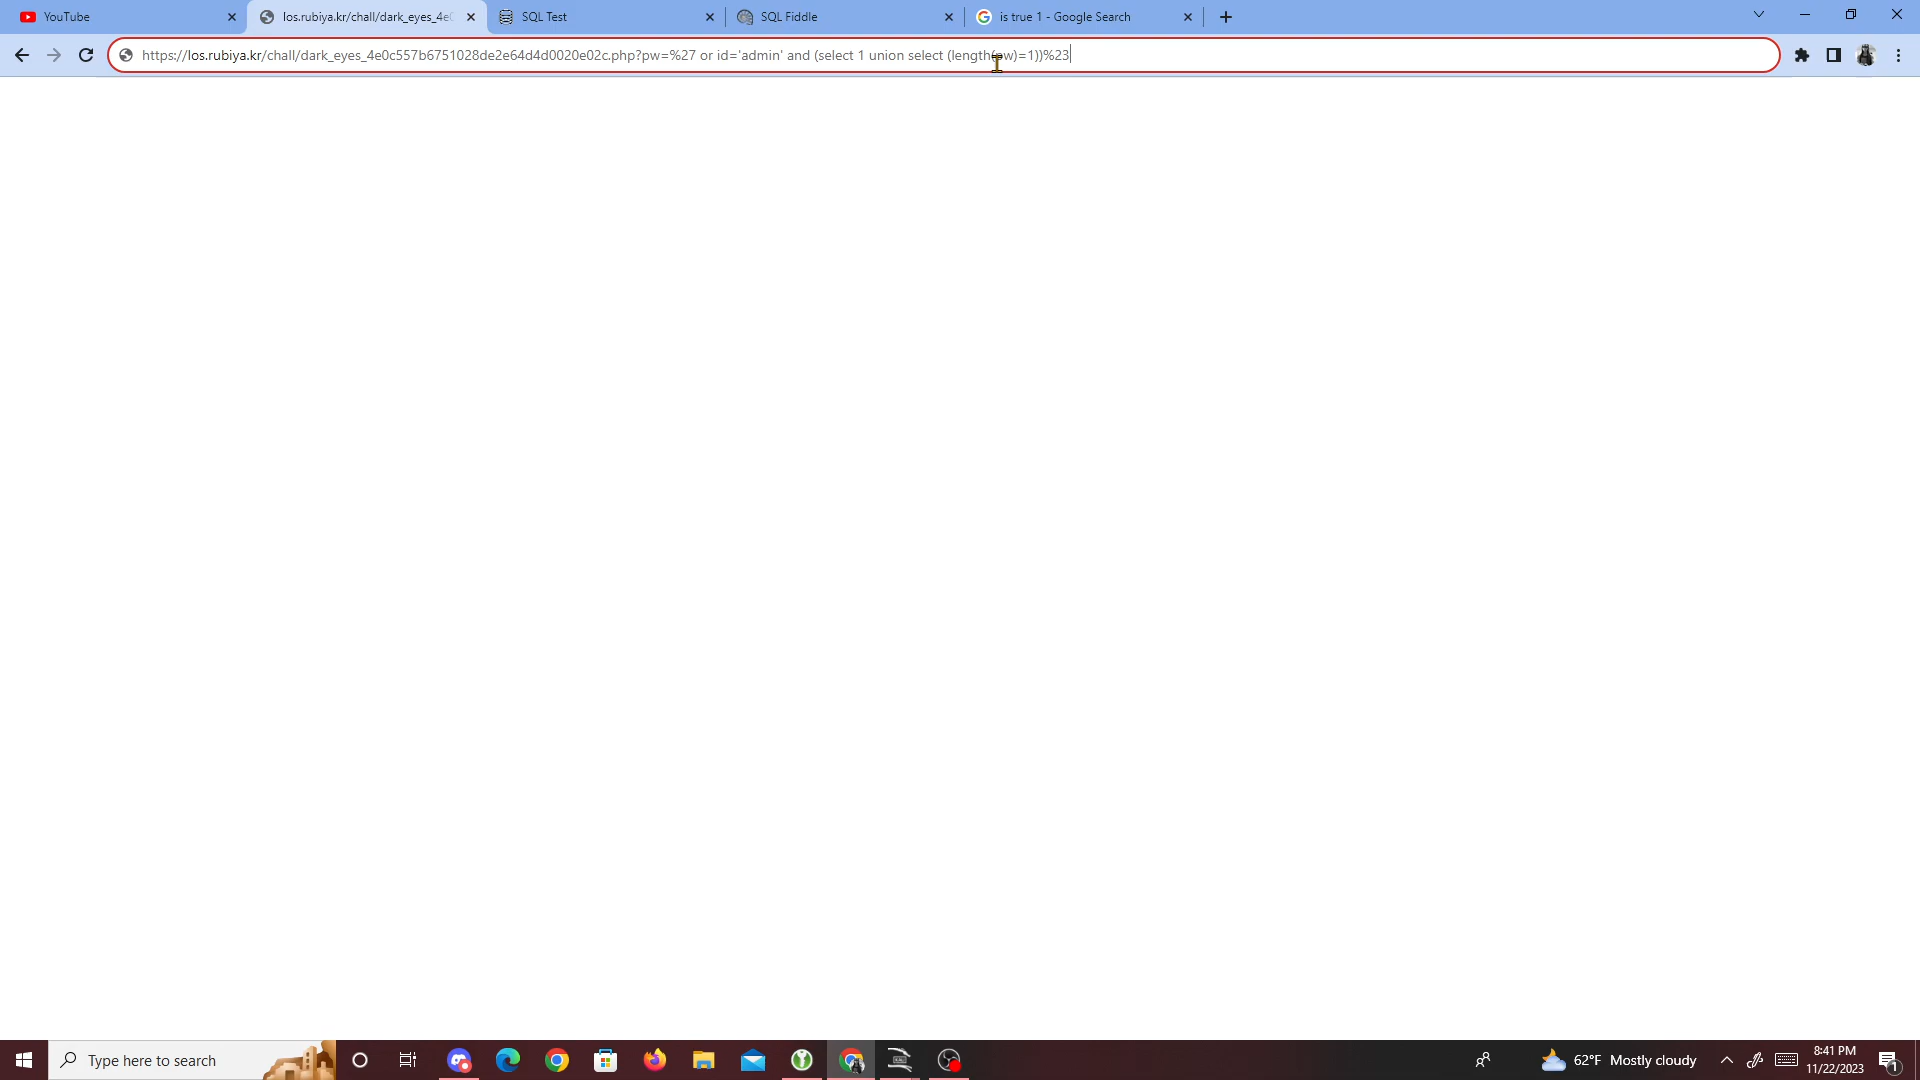 YouTube
los.rubiya.kr/chall/dark_eyes_4e0
SQL Test
SQL Fiddle
is true 1 - Google Search
https://los.rubiya.kr/chall/dark_eyes_4e0c557b6751028de2e64d4d0020e02c.php?pw=%27 or id='admin' and (select 1 union select (length(pw)=1))%23
Type here to search
62°F Mostly cloudy
8:41 PM
11/22/2023
1